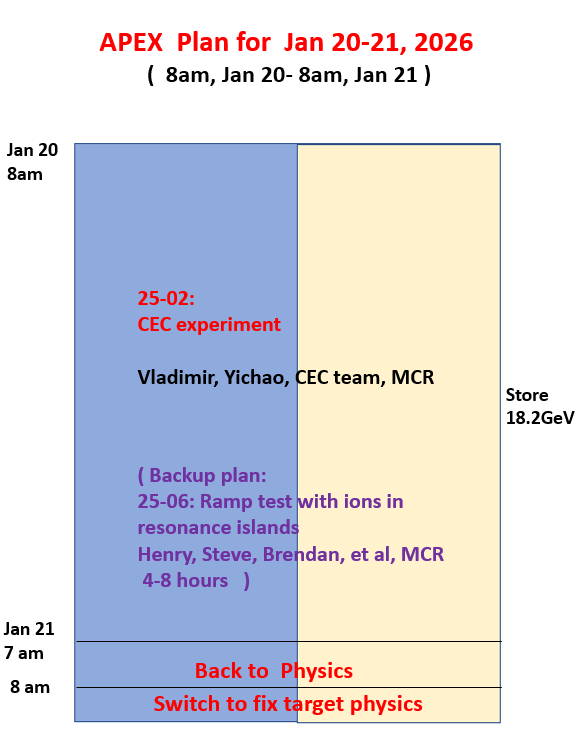 APEX Plan for Jan 20-21, 2026
( 8am, Jan 20- 8am, Jan 21 )
Jan 20
8am
25-02:
CEC experiment
Vladimir, Yichao, CEC team, MCR
Store
18.2GeV
( Backup plan:
25-06: Ramp test with ions in
resonance islands
Henry, Steve, Brendan, et al, MCR
4-8 hours )
Jan 21
7 am
Back to Physics
8 am
Switch to fix target physics